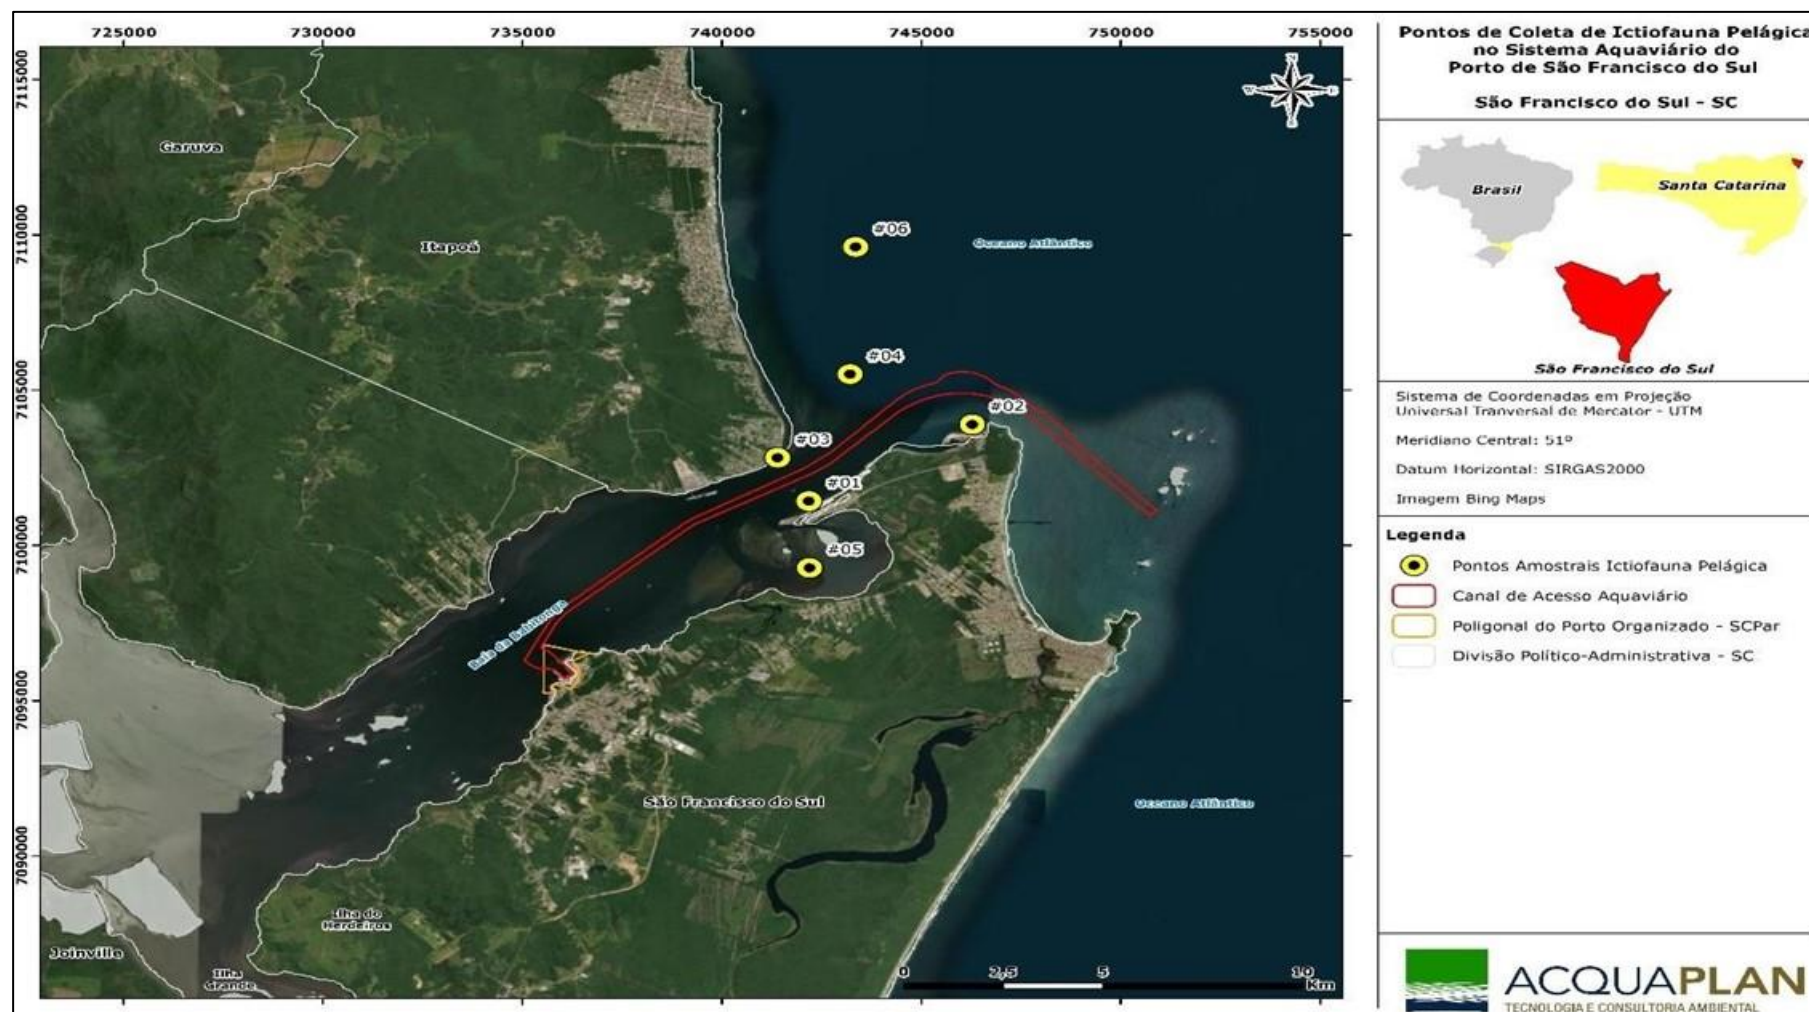 725000 730000 735000 740000 745000 750000 755000
7115000
7110000
7105000
7100000
7095000
7090000
Garuva
Itapoá
#06
Oceano Atlântico
#04
#02
#03
#01
#05
Baía da Babitonga
São Francisco do Sul
Oceano Atlântico
Ilha do
Herdeiros
Joinville
Ilha
Grande
0 2,5 5 10
Km
N
W E
S
Pontos de Coleta de Ictiofauna Pelágica
no Sistema Aquaviário do
Porto de São Francisco do Sul
São Francisco do Sul - SC
Brasil
Santa Catarina
São Francisco do Sul
Sistema de Coordenadas em Projeção
Universal Tranversal de Mercator - UTM
Meridiano Central: 51º
Datum Horizontal: SIRGAS2000
Imagem Bing Maps
Legenda
Pontos Amostrais Ictiofauna Pelágica
Canal de Acesso Aquaviário
Poligonal do Porto Organizado - SCPar
Divisão Político-Administrativa - SC
ACQUAPLAN
TECNOLOGIA E CONSULTORIA AMBIENTAL